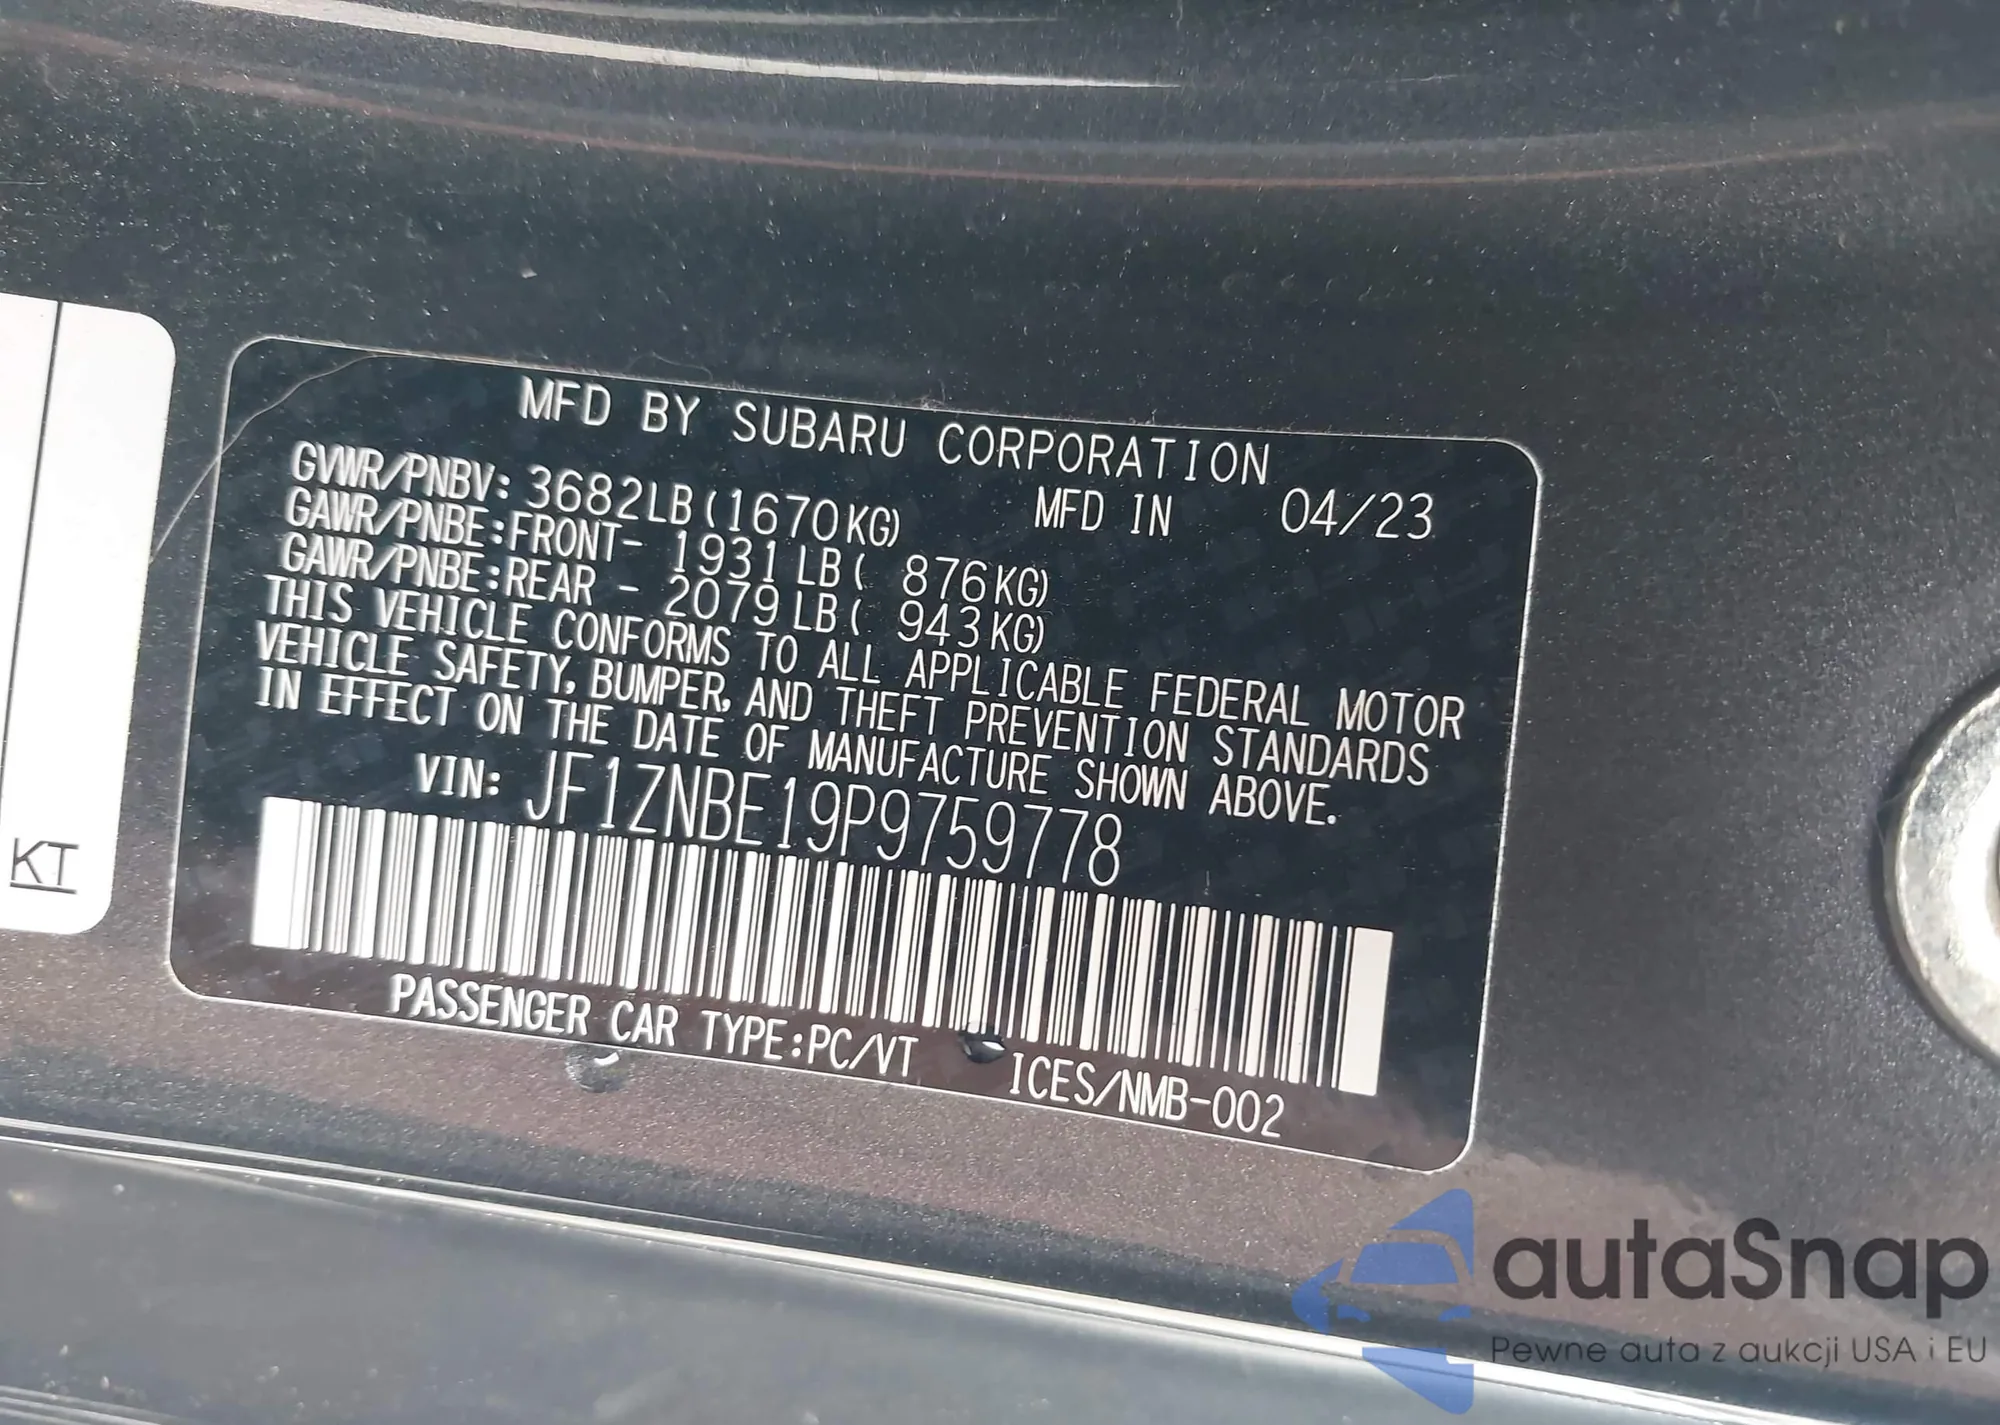 MFD BY SUBARU CORPORATION
GVWR/PNBV: 3682LB(1670KG) MFD IN 04/23
GAWR/PNBE:FRONT- 1931LB( 876KG)
GAWR/PNBE:REAR - 2079LB( 943KG)
THIS VEHICLE CONFORMS TO ALL APPLICABLE FEDERAL MOTOR
VEHICLE SAFETY, BUMPER, AND THEFT PREVENTION STANDARDS
IN EFFECT ON THE DATE OF MANUFACTURE SHOWN ABOVE.
VIN: JF1ZNBE19P9759778
PASSENGER CAR TYPE:PC/VT ICES/NMB-002
KT
autaSnap
Pewne auta z aukcji USA i EU